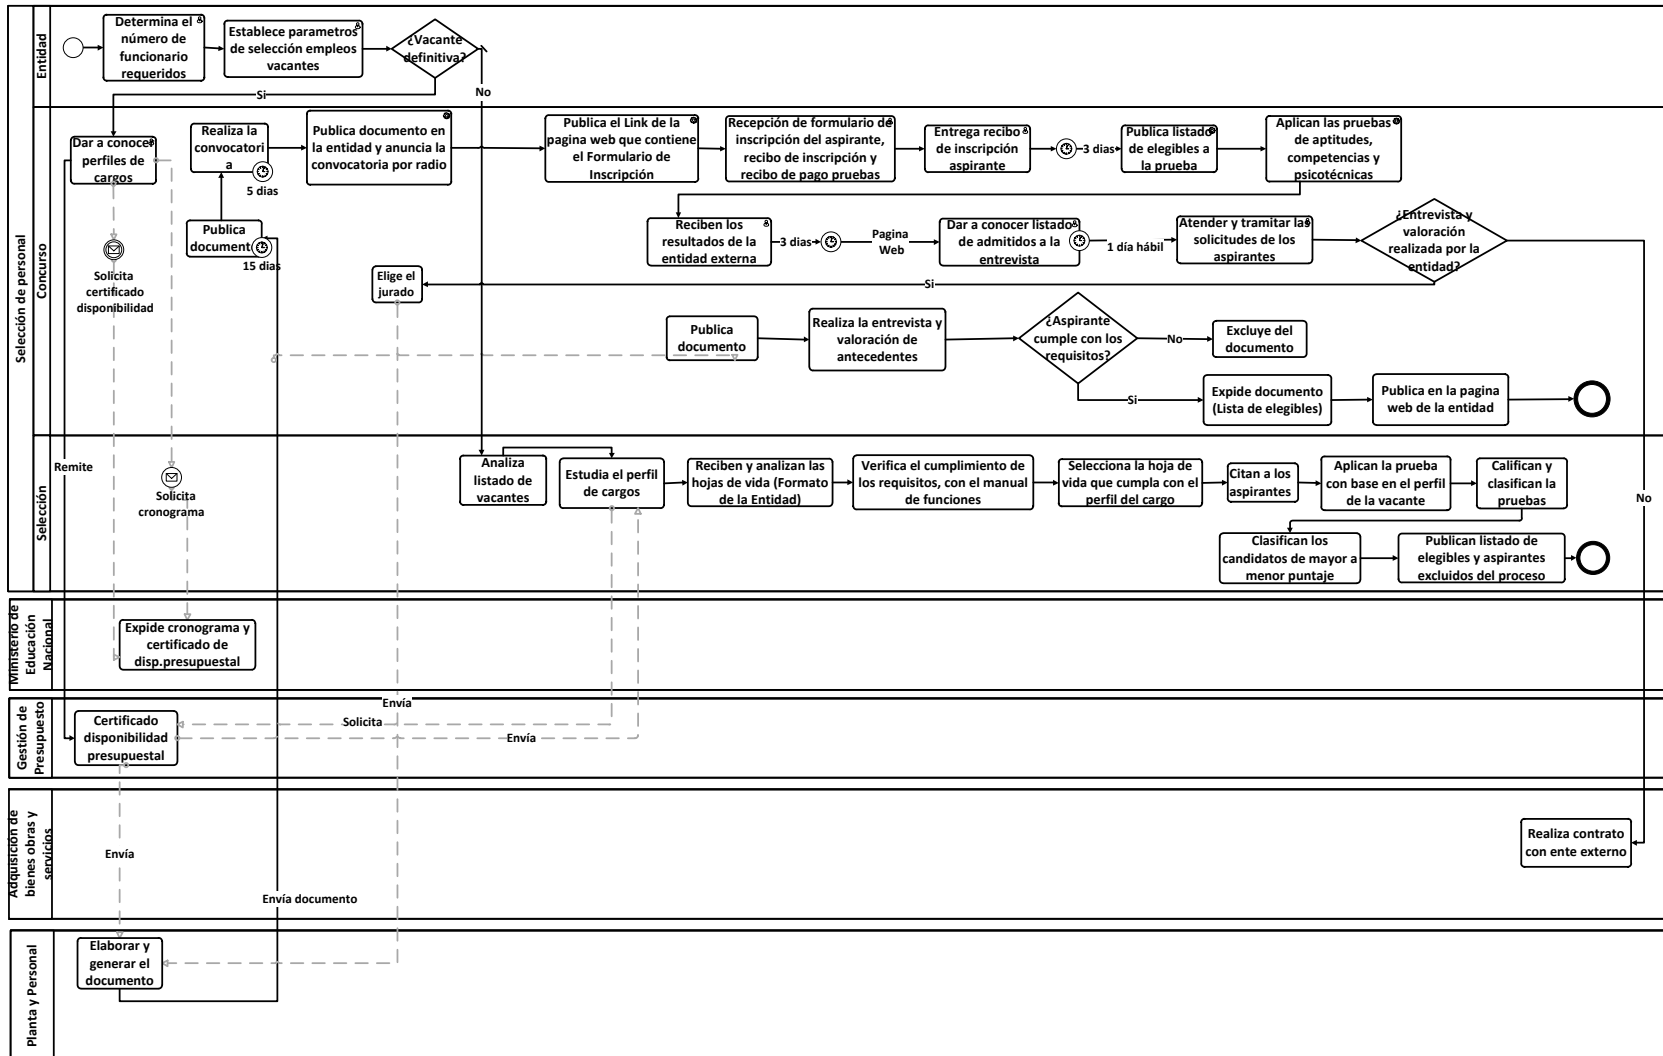 Selección de personal
Entidad
Determina el
número de
funcionario
requeridos
Establece parametros
de selección empleos
vacantes
¿Vacante
definitiva?
Si
No
Concurso
Dar a conocer
perfiles de
cargos
Realiza la
convocatori
a
5 dias
Publica documento en
la entidad y anuncia la
convocatoria por radio
Publica el Link de la
pagina web que contiene
el Formulario de
Inscripción
Recepción de formulario de
inscripción del aspirante,
recibo de inscripción y
recibo de pago pruebas
Entrega recibo
de inscripción
aspirante
3 dias
Publica listado
de elegibles a
la prueba
Aplican las pruebas
de aptitudes,
competencias y
psicotécnicas
Publica
documento
15 dias
Solicita
certificado
disponibilidad
Reciben los
resultados de la
entidad externa
3 dias
Pagina
Web
Dar a conocer listado
de admitidos a la
entrevista
1 día hábil
Atender y tramitar las
solicitudes de los
aspirantes
¿Entrevista y
valoración
realizada por la
entidad?
Si
Elige el
jurado
Publica
documento
Realiza la entrevista y
valoración de
antecedentes
¿Aspirante
cumple con los
requisitos?
No
Excluye del
documento
Si
Expide documento
(Lista de elegibles)
Publica en la pagina
web de la entidad
Selección
Remite
Solicita
cronograma
Analiza
listado de
vacantes
Estudia el perfil
de cargos
Reciben y analizan las
hojas de vida (Formato
de la Entidad)
Verifica el cumplimiento de
los requisitos, con el manual
de funciones
Selecciona la hoja de
vida que cumpla con el
perfil del cargo
Citan a los
aspirantes
Aplican la prueba
con base en el perfil
de la vacante
Califican y
clasifican la
pruebas
No
Clasifican los
candidatos de mayor a
menor puntaje
Publican listado de
elegibles y aspirantes
excluidos del proceso
Ministerio de
Educación
Nacional
Expide cronograma y
certificado de
disp.presupuestal
Gestión de
Presupuesto
Certificado
disponibilidad
presupuestal
Envía
Solicita
Envía
Adquisición de
bienes obras y
servicios
Envía
Envía documento
Realiza contrato
con ente externo
Planta y Personal
Elaborar y
generar el
documento